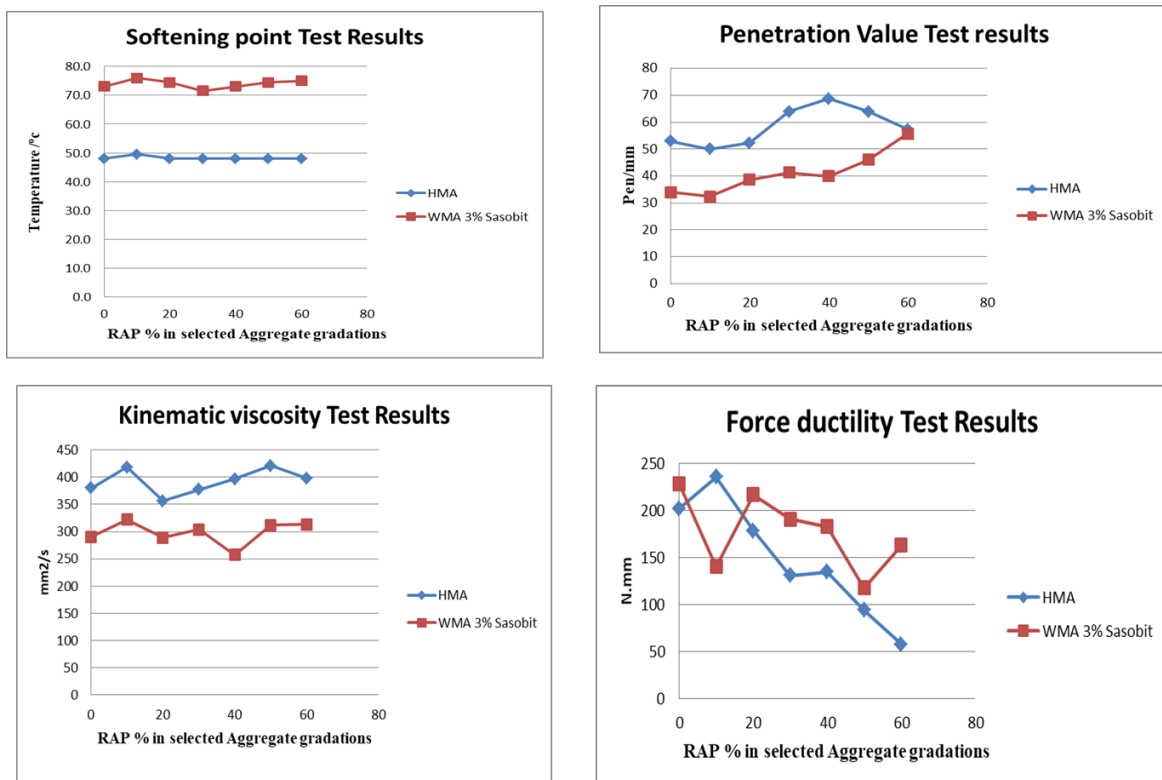 Softening point Test Results
80.0
70.0
60.0
50.0
40.0
30.0
20.0
10.0
0.0
Temperature /°c
0 20 40 60 80
RAP % in selected Aggregate gradations
HMA
WMA 3% Sasobit
Penetration Value Test results
80
70
60
50
40
30
20
10
0
Pen/mm
0 20 40 60 80
RAP % in selected Aggregate gradations
HMA
WMA 3% Sasobit
Kinematic viscosity Test Results
450
400
350
300
250
200
150
100
50
0
mm2/s
0 20 40 60 80
RAP % in selected Aggregate gradations
HMA
WMA 3% Sasobit
Force ductility Test Results
250
200
150
100
50
0
N.mm
0 20 40 60 80
RAP % in selected Aggregate gradations
HMA
WMA 3% Sasobit